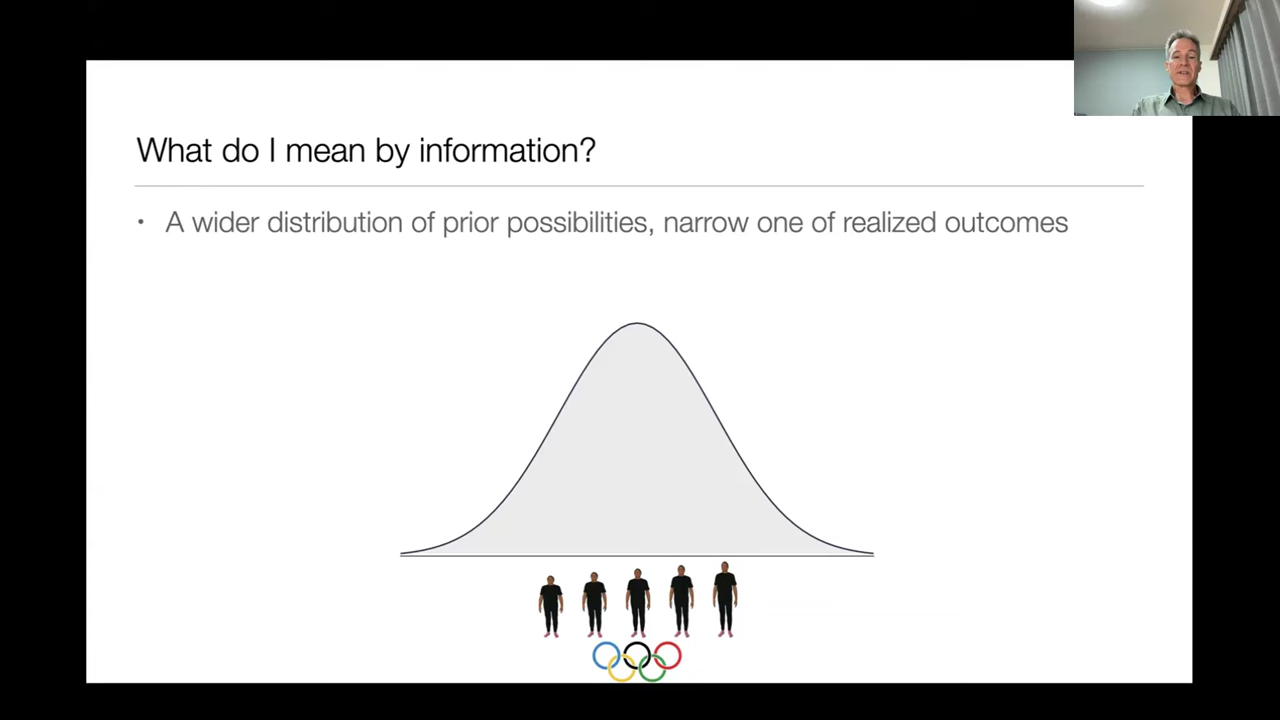 What do I mean by information?
• A wider distribution of prior possibilities, narrow one of realized outcomes